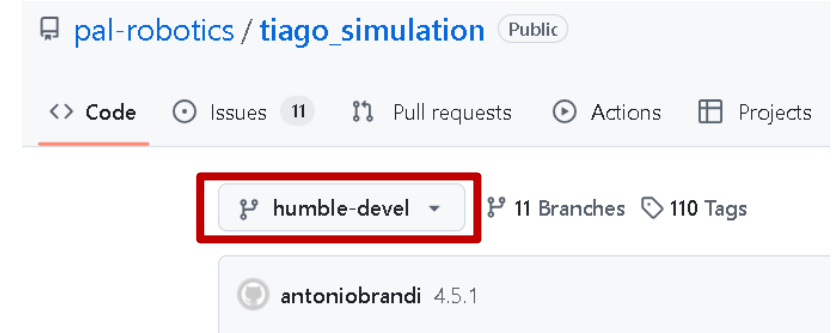 pal-robotics / tiago_simulation Public
<> Code Issues 11 Pull requests Actions Projects
humble-devel 11 Branches 110 Tags
antoniobrandi 4.5.1